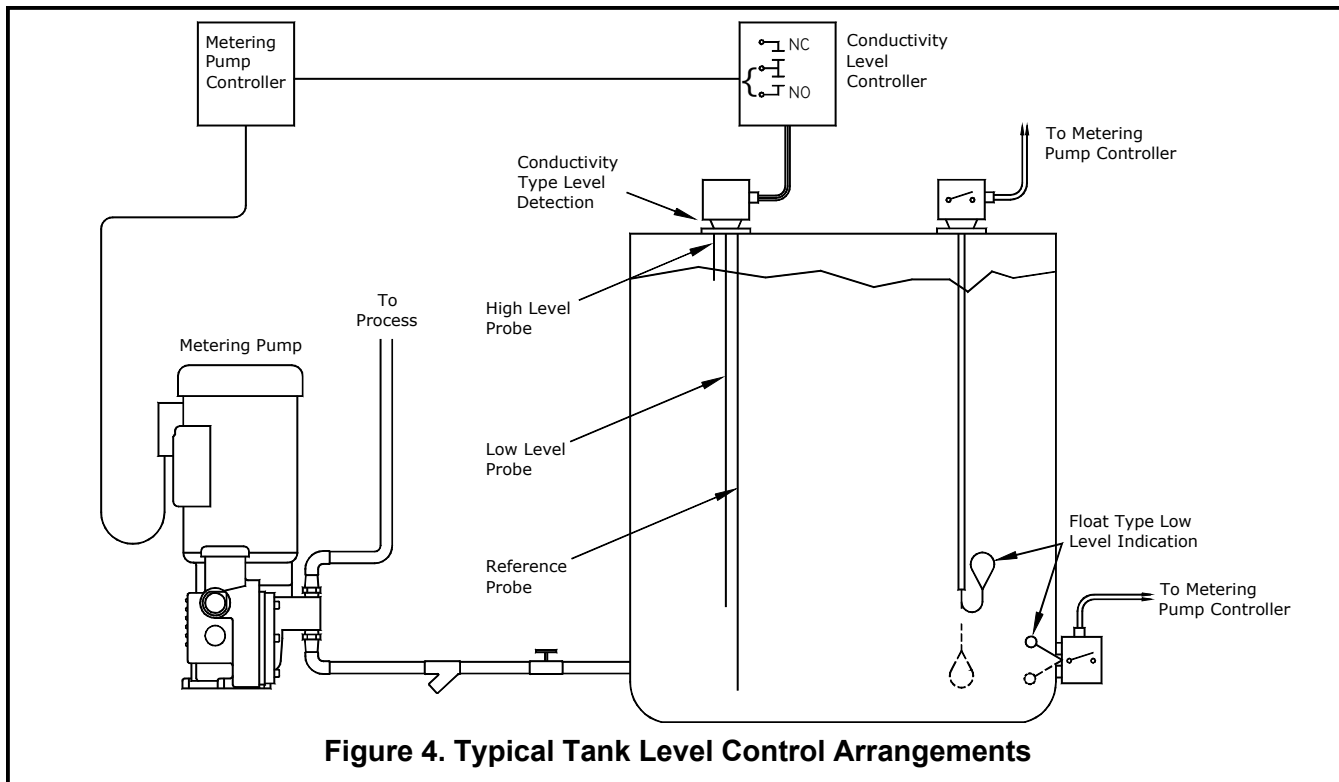 Metering
Pump
Controller
NC
NO
Conductivity
Level
Controller
To Metering
Pump Controller
Conductivity
Type Level
Detection
High Level
Probe
To
Process
Metering Pump
Low Level
Probe
Reference
Probe
Float Type Low
Level Indication
To Metering
Pump Controller
Figure 4. Typical Tank Level Control Arrangements